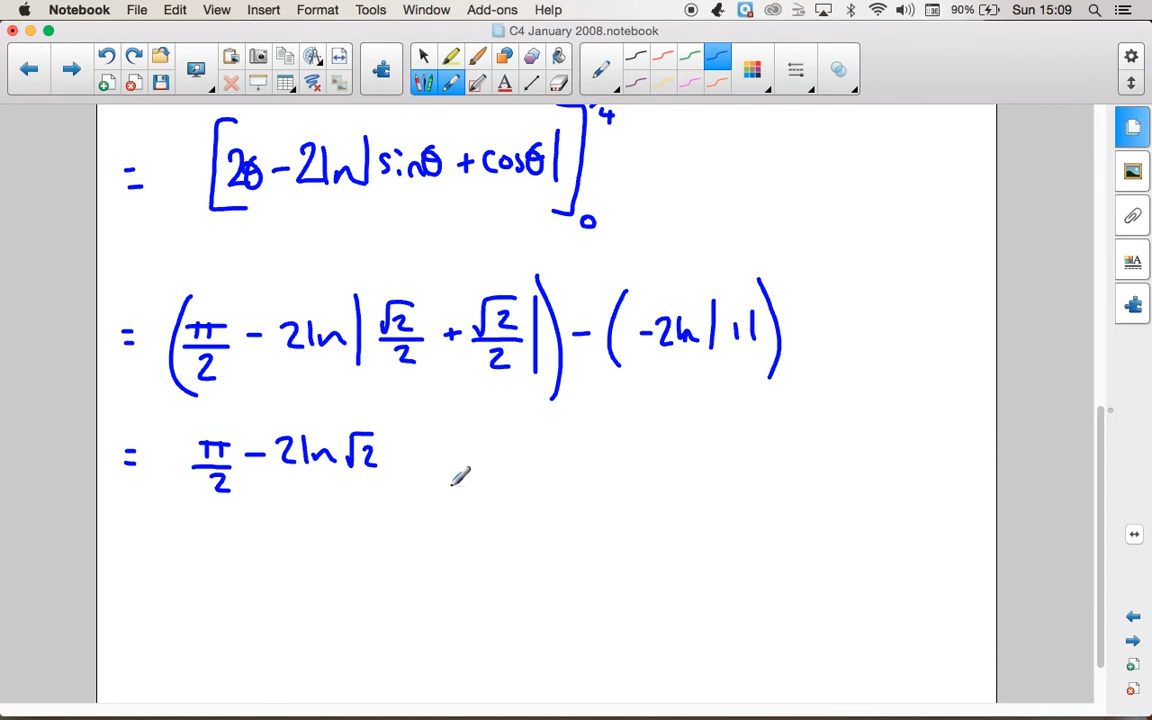 Notebook File Edit View Insert Format Tools Window Add-ons Help 90% Sun 15:09
C4 January 2008.notebook
= [2θ - 2ln|sinθ + cosθ|] π/4 0
= (π/2 - 2ln|√2/2 + √2/2|) - (-2ln|1|)
= π/2 - 2ln√2